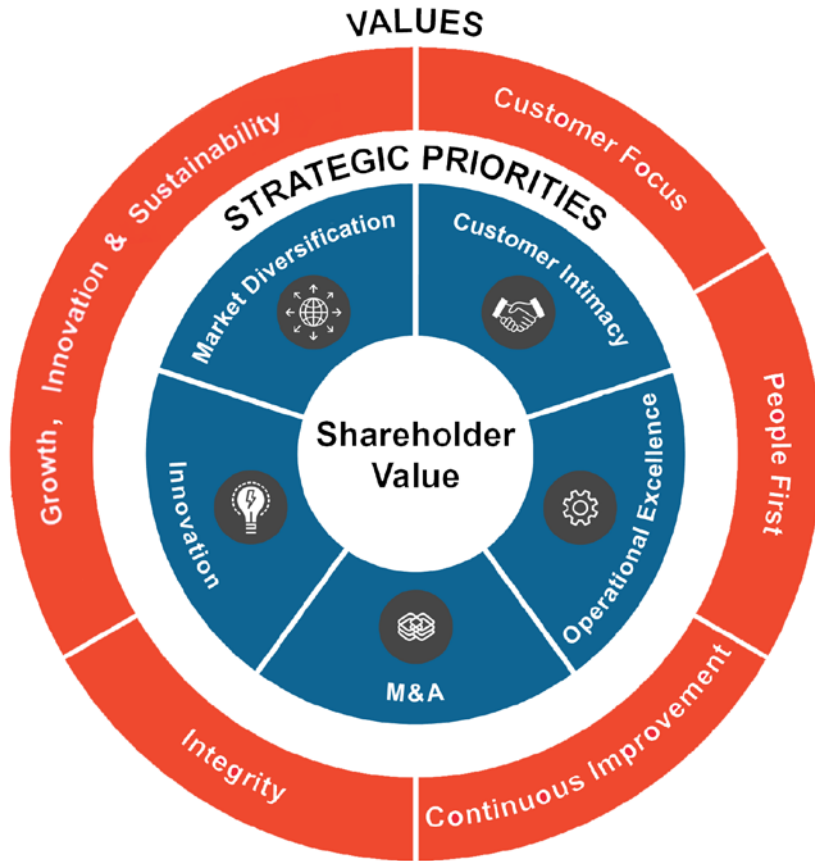 VALUES
Customer Focus
People First
Continuous Improvement
Integrity
Growth, Innovation & Sustainability
STRATEGIC PRIORITIES
Customer Intimacy
Operational Excellence
M&A
Innovation
Market Diversification
Shareholder
Value